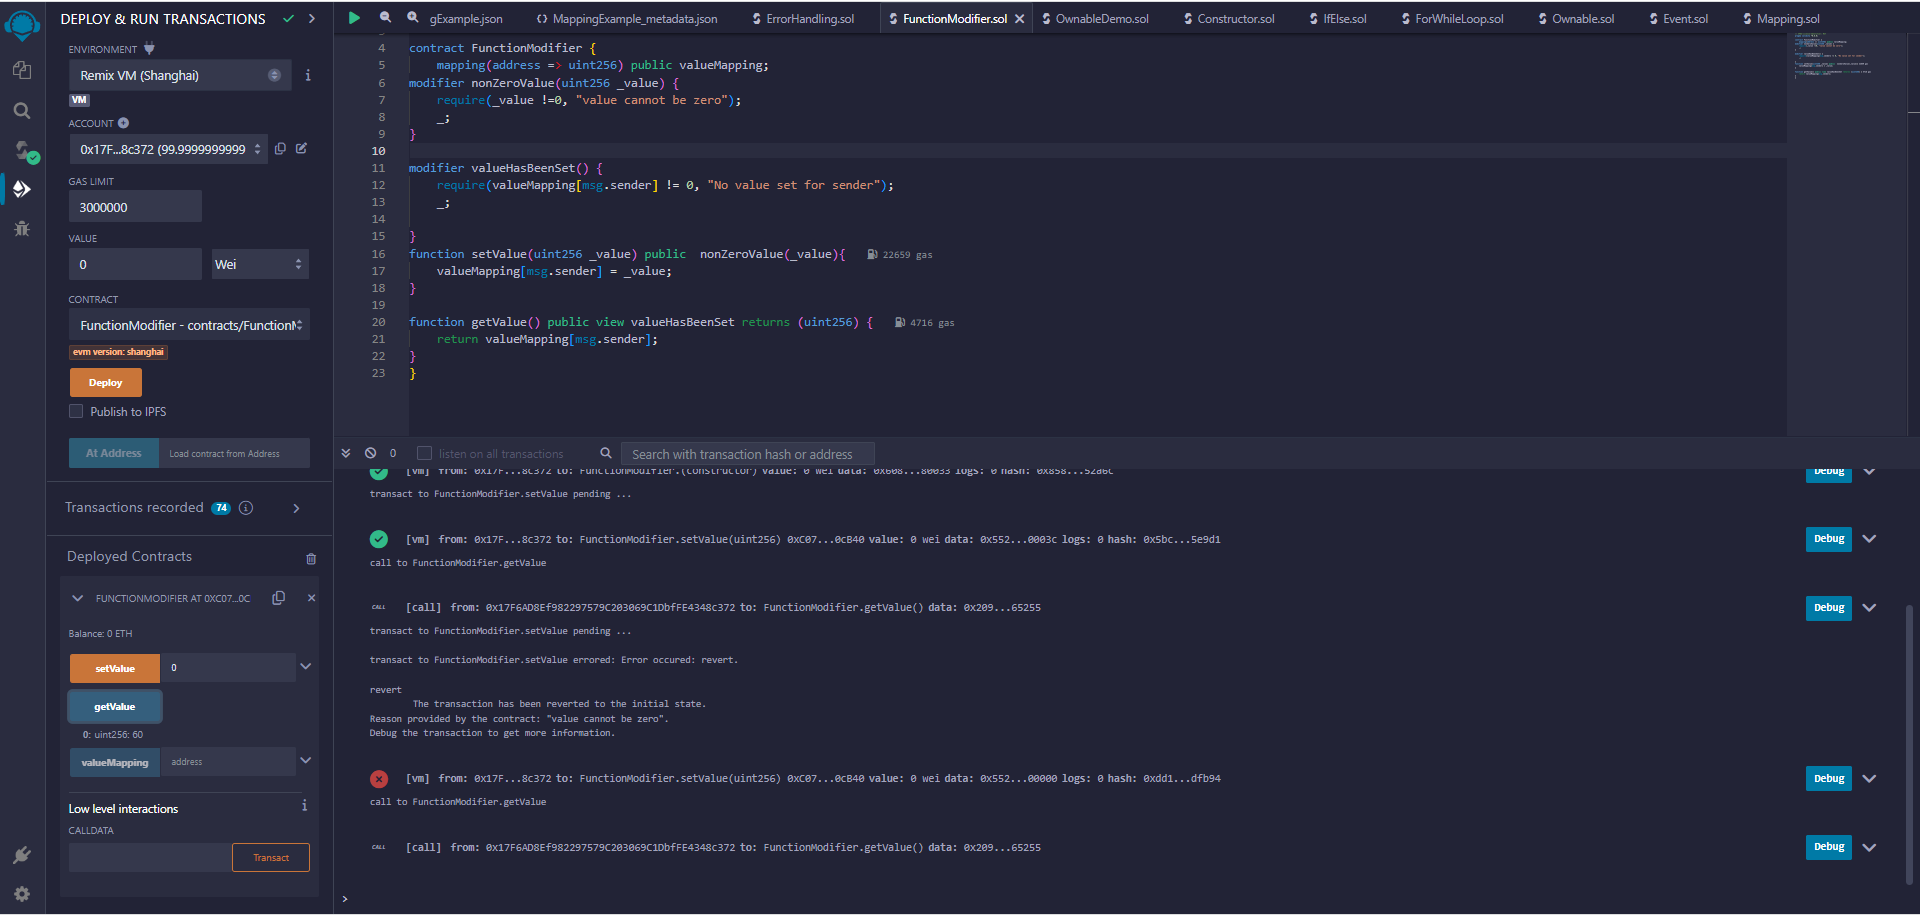 DEPLOY & RUN TRANSACTIONS
ENVIRONMENT
Remix VM (Shanghai)
VM
ACCOUNT
0x17F...8c372 (99.9999999999
GAS LIMIT
3000000
VALUE
0
Wei
CONTRACT
FunctionModifier - contracts/FunctionM
evm version: shanghai
Deploy
Publish to IPFS
At Address
Load contract from Address
Transactions recorded 74
Deployed Contracts
FUNCTIONMODIFIER AT 0XC07...0C
Balance: 0 ETH
setValue 0
getValue
0: uint256: 60
valueMapping address
Low level interactions
CALLDATA
Transact
gExample.json MappingExample_metadata.json ErrorHandling.sol FunctionModifier.sol OwnableDemo.sol Constructor.sol IfElse.sol ForWhileLoop.sol Ownable.sol Event.sol Mapping.sol
4 contract FunctionModifier {
5 mapping(address => uint256) public valueMapping;
6 modifier nonZeroValue(uint256 _value) {
7 require(_value !=0, "value cannot be zero");
8 _;
9 }
10
11 modifier valueHasBeenSet() {
12 require(valueMapping[msg.sender] != 0, "No value set for sender");
13 _;
14
15 }
16 function setValue(uint256 _value) public  nonZeroValue(_value){ 22659 gas
17 valueMapping[msg.sender] = _value;
18 }
19
20 function getValue() public view valueHasBeenSet returns (uint256) { 4716 gas
21 return valueMapping[msg.sender];
22 }
23 }
0 listen on all transactions Search with transaction hash or address
[vm] from: 0x17F...8c372 to: FunctionModifier.(constructor) value: 0 wei data: 0x608...80033 logs: 0 hash: 0x858...52a6c Debug
transact to FunctionModifier.setValue pending ...
[vm] from: 0x17F...8c372 to: FunctionModifier.setValue(uint256) 0xC07...0cB40 value: 0 wei data: 0x552...0003c logs: 0 hash: 0x5bc...5e9d1 Debug
call to FunctionModifier.getValue
CALL [call] from: 0x17F6AD8Ef982297579C203069C1DbfFE4348c372 to: FunctionModifier.getValue() data: 0x209...65255 Debug
transact to FunctionModifier.setValue pending ...
transact to FunctionModifier.setValue errored: Error occured: revert.
revert
The transaction has been reverted to the initial state.
Reason provided by the contract: "value cannot be zero".
Debug the transaction to get more information.
[vm] from: 0x17F...8c372 to: FunctionModifier.setValue(uint256) 0xC07...0cB40 value: 0 wei data: 0x552...00000 logs: 0 hash: 0xdd1...dfb94 Debug
call to FunctionModifier.getValue
CALL [call] from: 0x17F6AD8Ef982297579C203069C1DbfFE4348c372 to: FunctionModifier.getValue() data: 0x209...65255 Debug
>